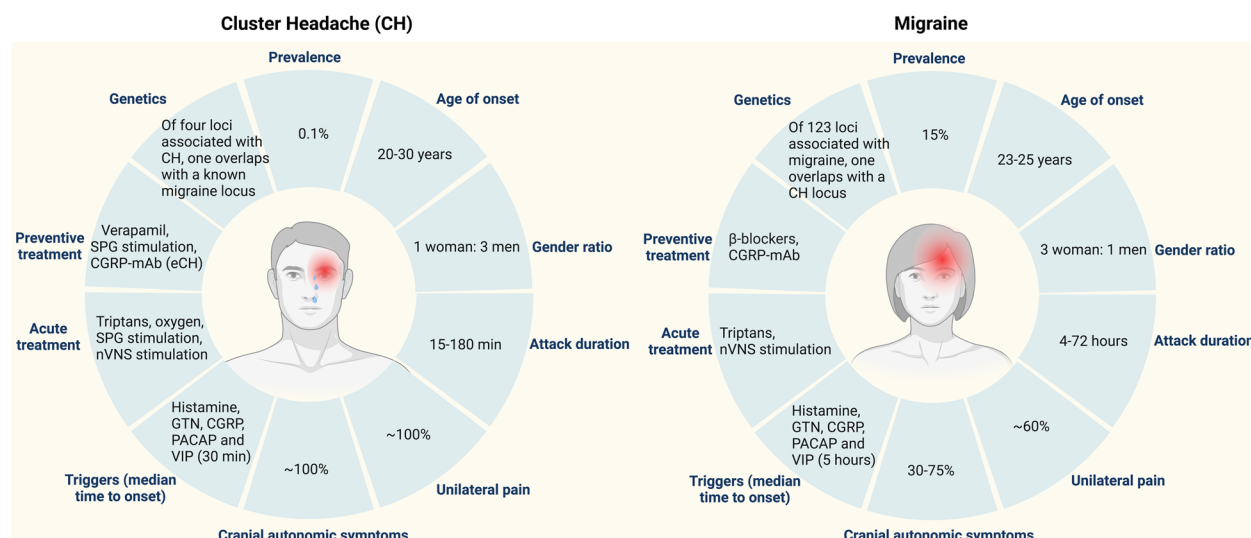 Cluster Headache (CH)
Prevalence
Genetics
Age of onset
Of four loci
associated with
CH, one overlaps
with a known
migraine locus
0.1%
20-30 years
Preventive
treatment
Verapamil,
SPG stimulation,
CGRP-mAb (eCH)
1 woman: 3 men
Gender ratio
Acute
treatment
Triptans, oxygen,
SPG stimulation,
nVNS stimulation
15-180 min
Attack duration
Histamine,
GTN, CGRP,
PACAP and
VIP (30 min)
~100%
~100%
Triggers (median
time to onset)
Unilateral pain
Cranial autonomic symptoms
Migraine
Prevalence
Genetics
Age of onset
Of 123 loci
associated with
migraine, one
overlaps with a
CH locus
15%
23-25 years
Preventive
treatment
β-blockers,
CGRP-mAb
3 woman: 1 men
Gender ratio
Acute
treatment
Triptans,
nVNS stimulation
4-72 hours
Attack duration
Histamine,
GTN, CGRP,
PACAP and
VIP (5 hours)
30-75%
~60%
Triggers (median
time to onset)
Unilateral pain
Cranial autonomic symptoms